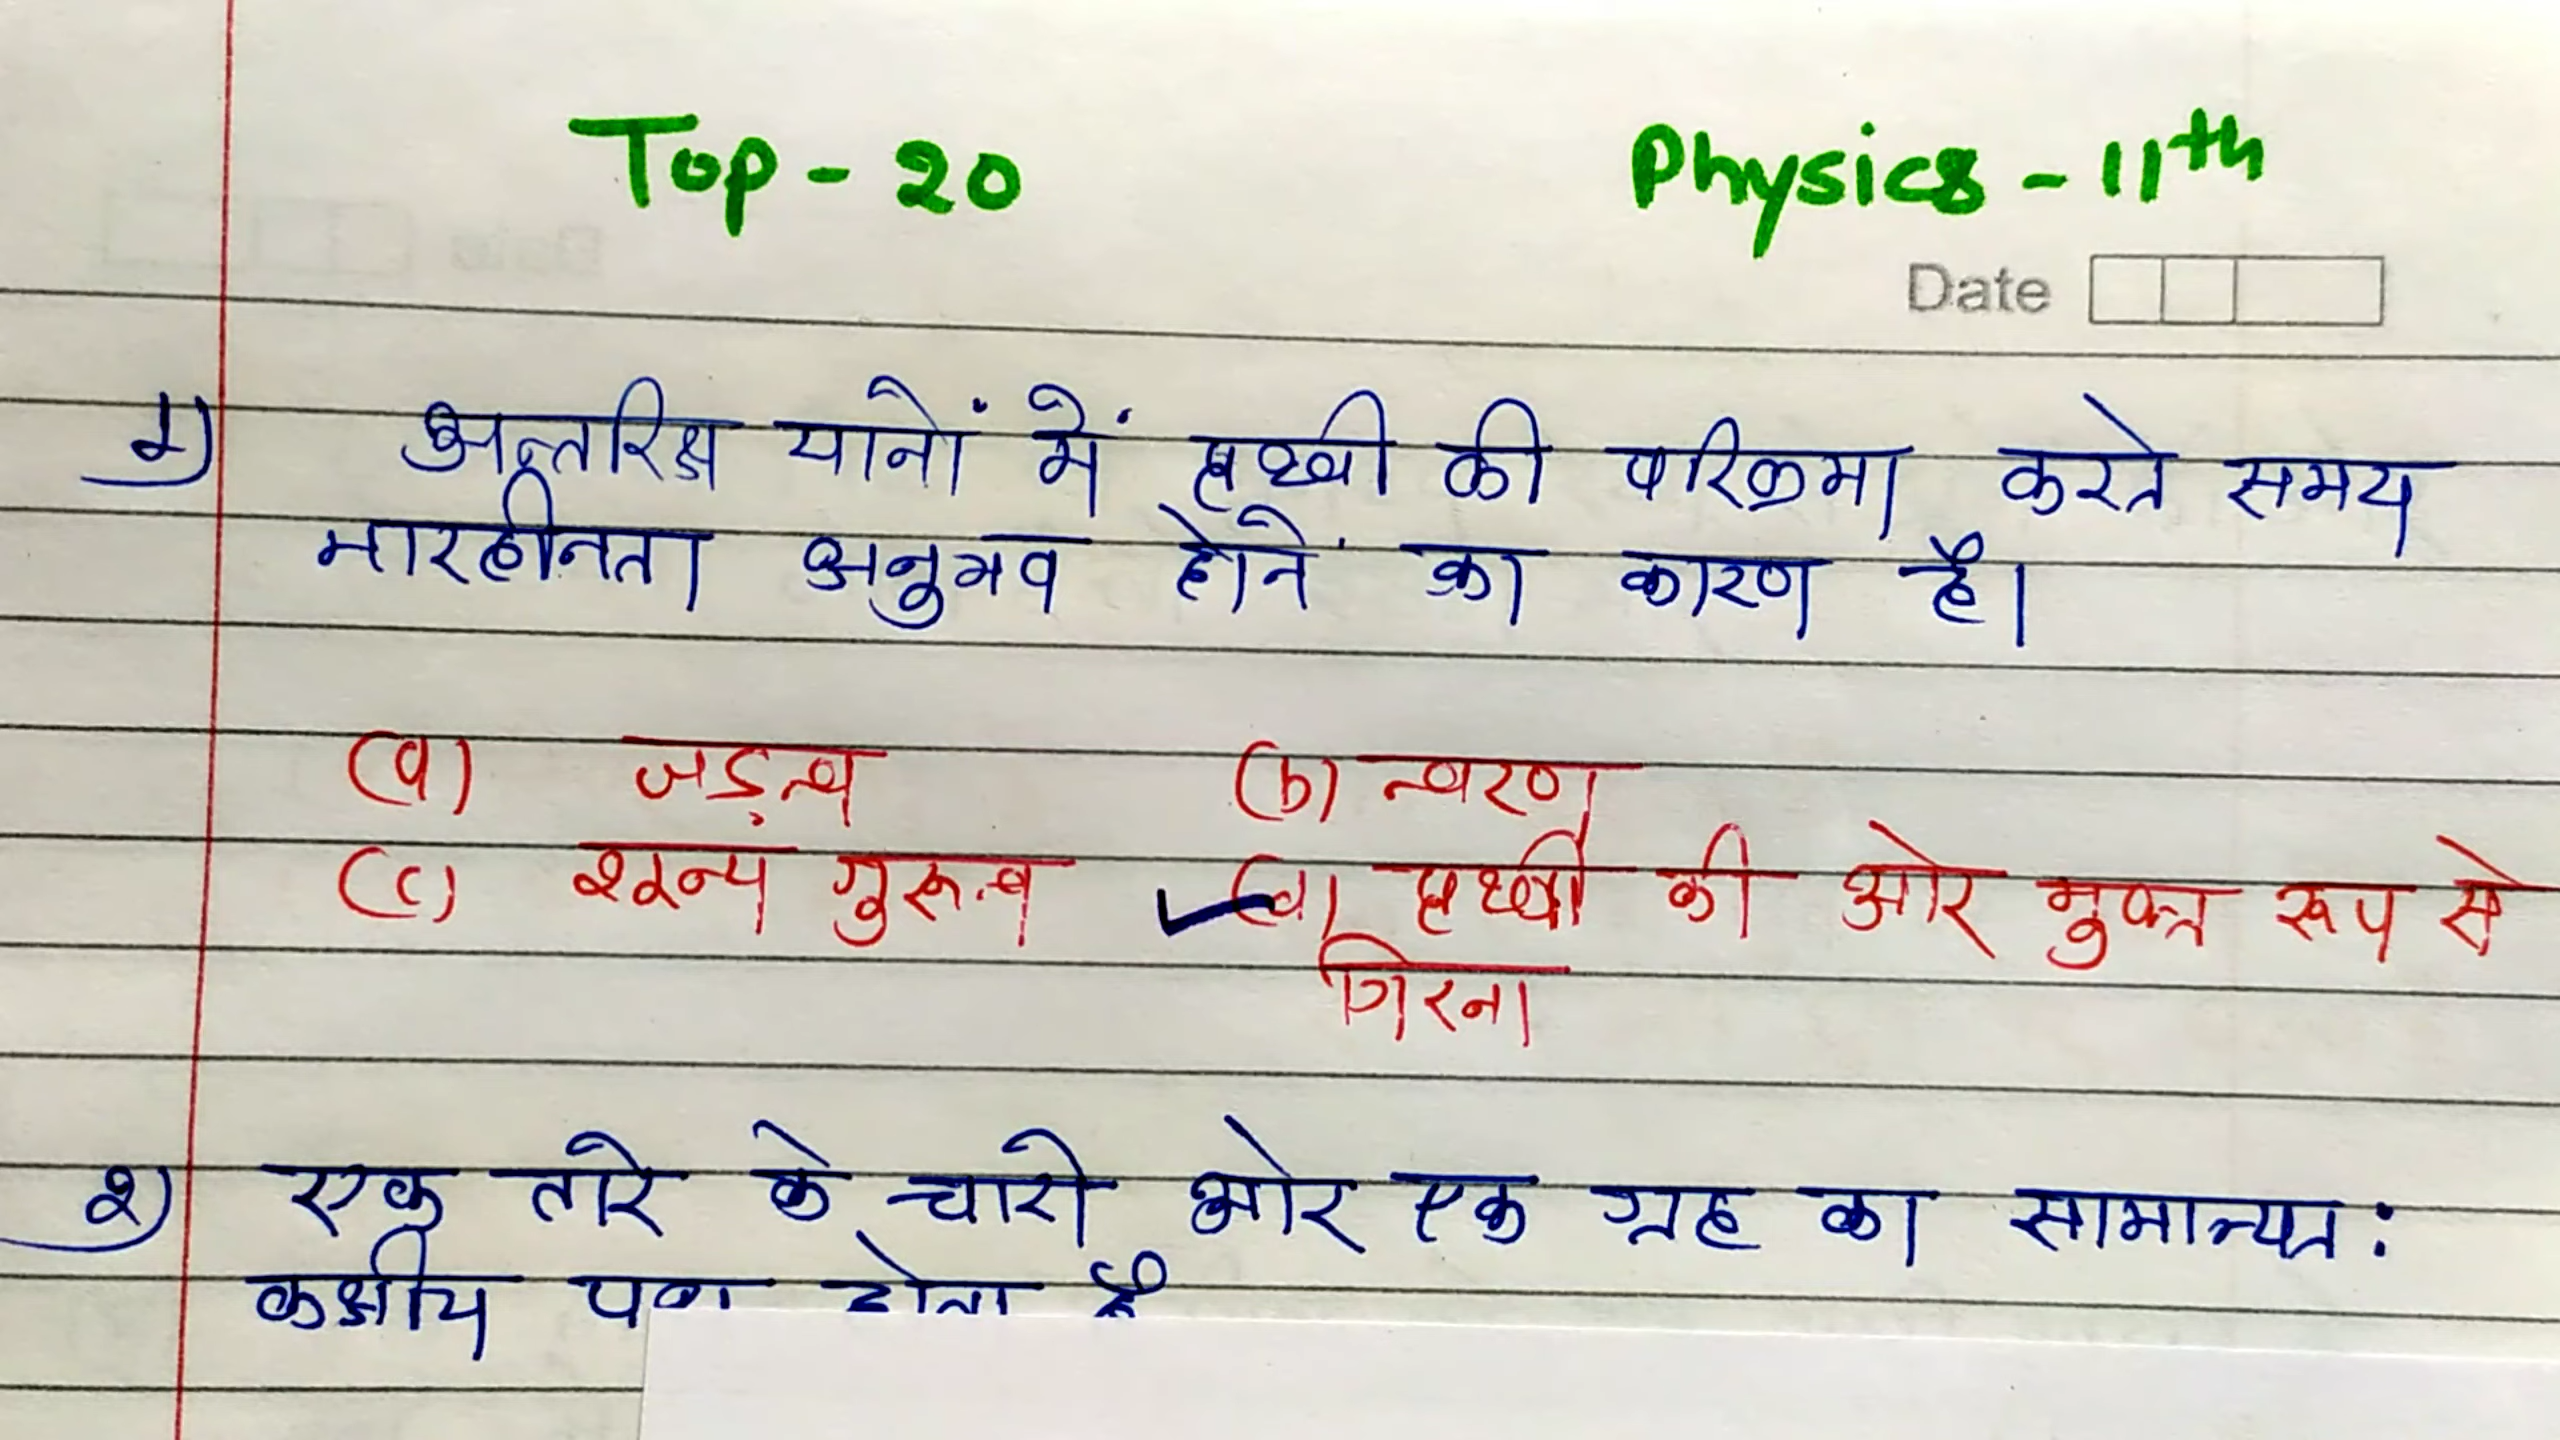 Top - 20 Physics - 11th
Date
1) अन्तरिक्ष यानों में पृथ्वी की परिक्रमा करते समय
भारहीनता अनुभव होने का कारण है।
(a) जड़त्व (b) त्वरण
(c) शून्य गुरूत्व (d) पृथ्वी की ओर मुक्त रूप से
गिरना
2) एक तारे के चारो ओर एक ग्रह का सामान्यत:
कक्षीय पथ होता है